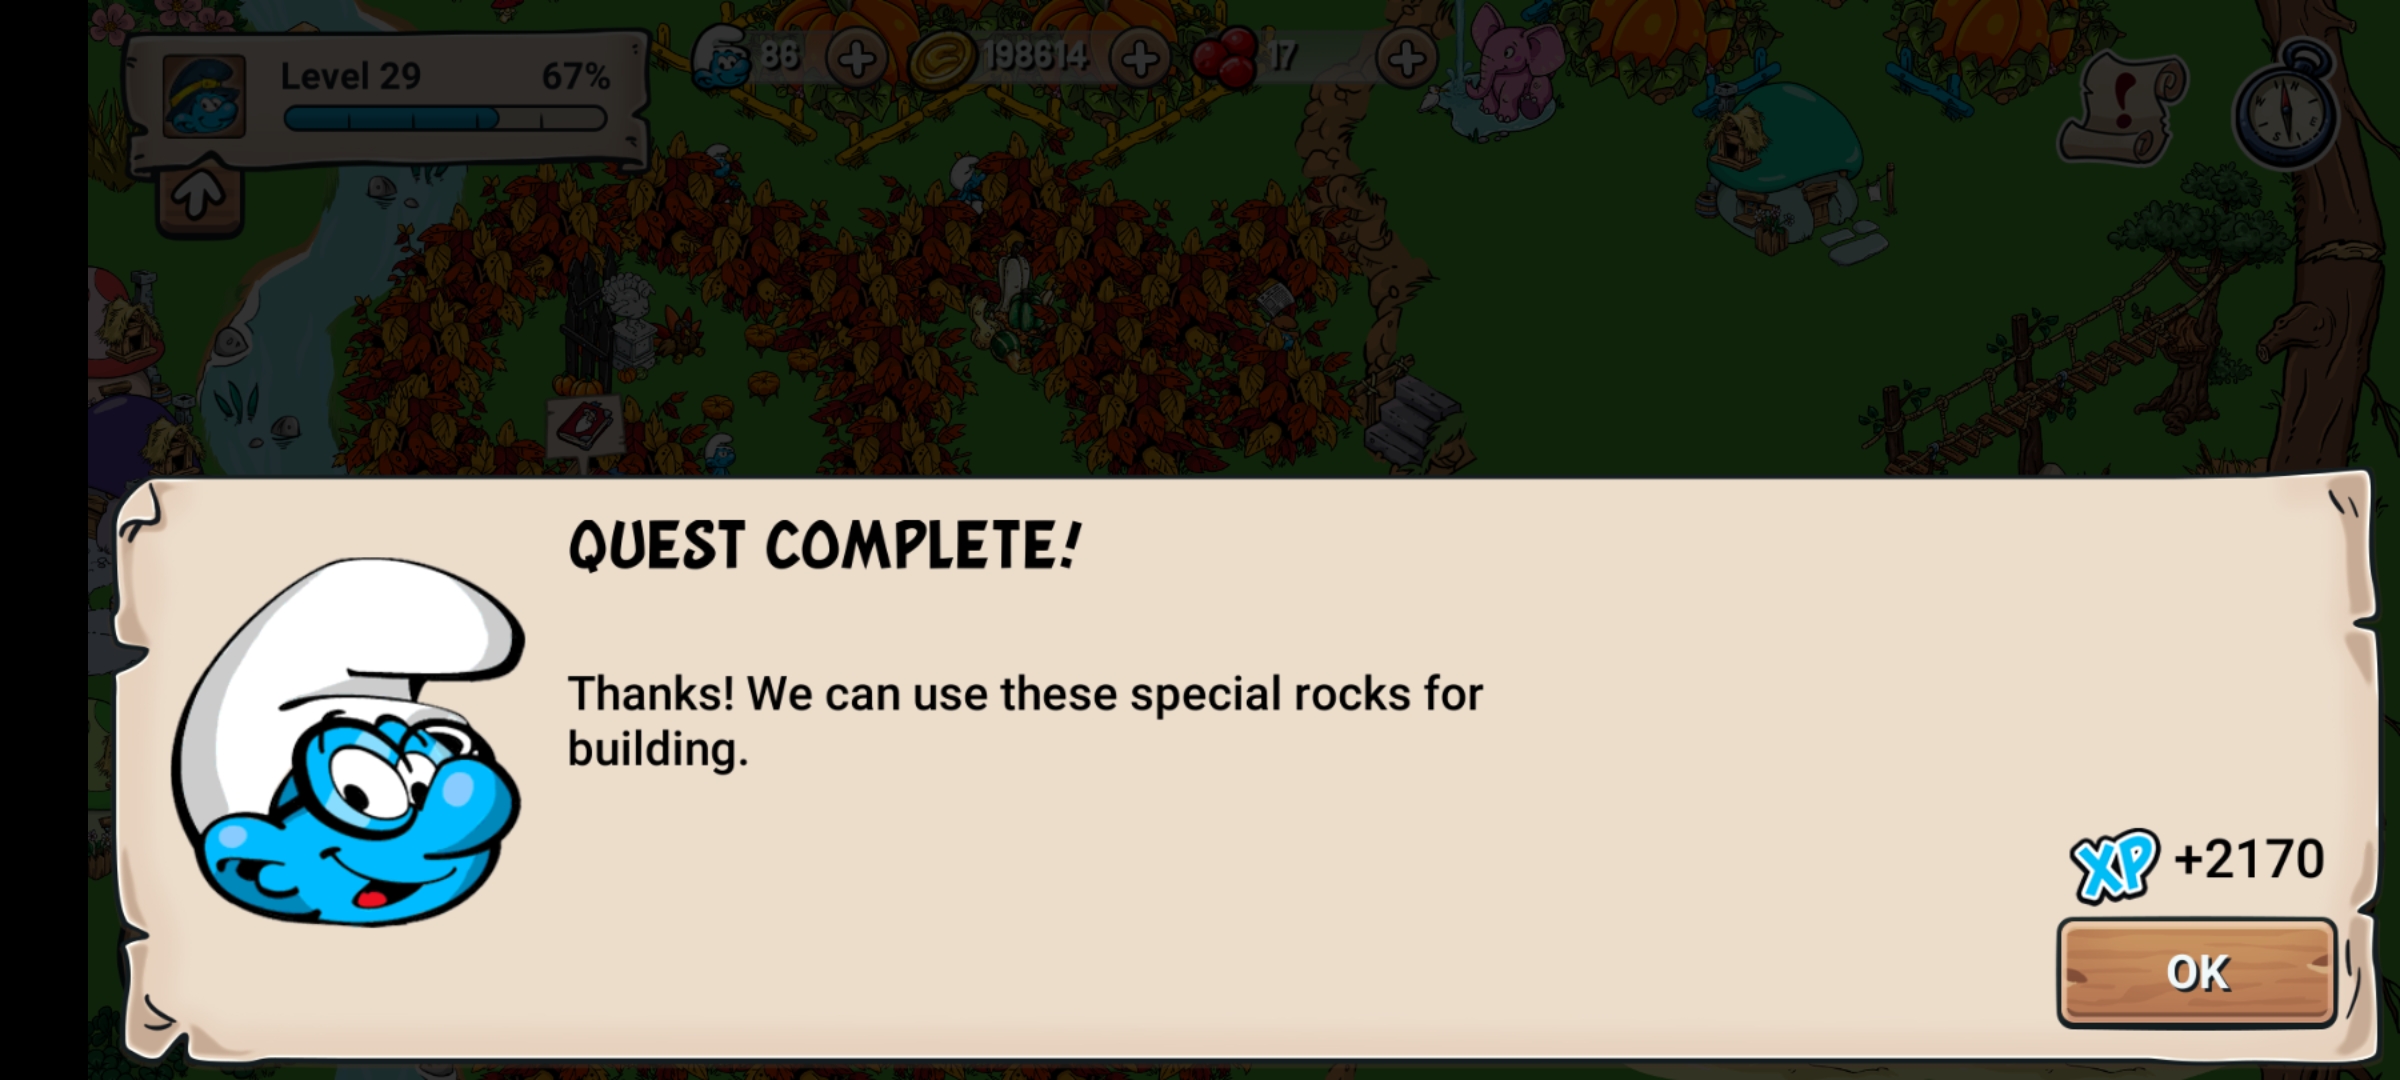 Level 29 67%
86 198614 17
QUEST COMPLETE!
Thanks! We can use these special rocks for
building.
XP +2170
OK